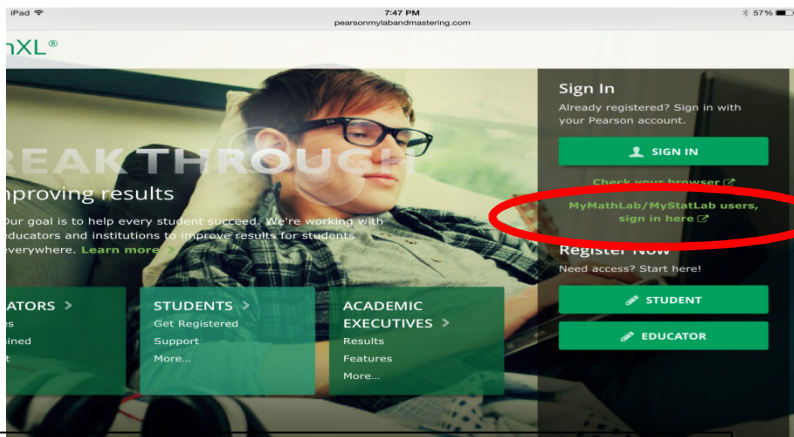 iPad
7:47 PM
57%
pearsonmylabandmastering.com
nXL®
Sign In
Already registered? Sign in with
your Pearson account.
SIGN IN
Check your browser
MyMathLab/MyStatLab users,
sign in here
REAKTHROUGH
mproving results
Our goal is to help every student succeed. We're working with
educators and institutions to improve results for students
everywhere. Learn more >
Register Now
Need access? Start here!
STUDENT
EDUCATOR
ATORS >
es
ined
t
STUDENTS >
Get Registered
Support
More...
ACADEMIC
EXECUTIVES >
Results
Features
More...